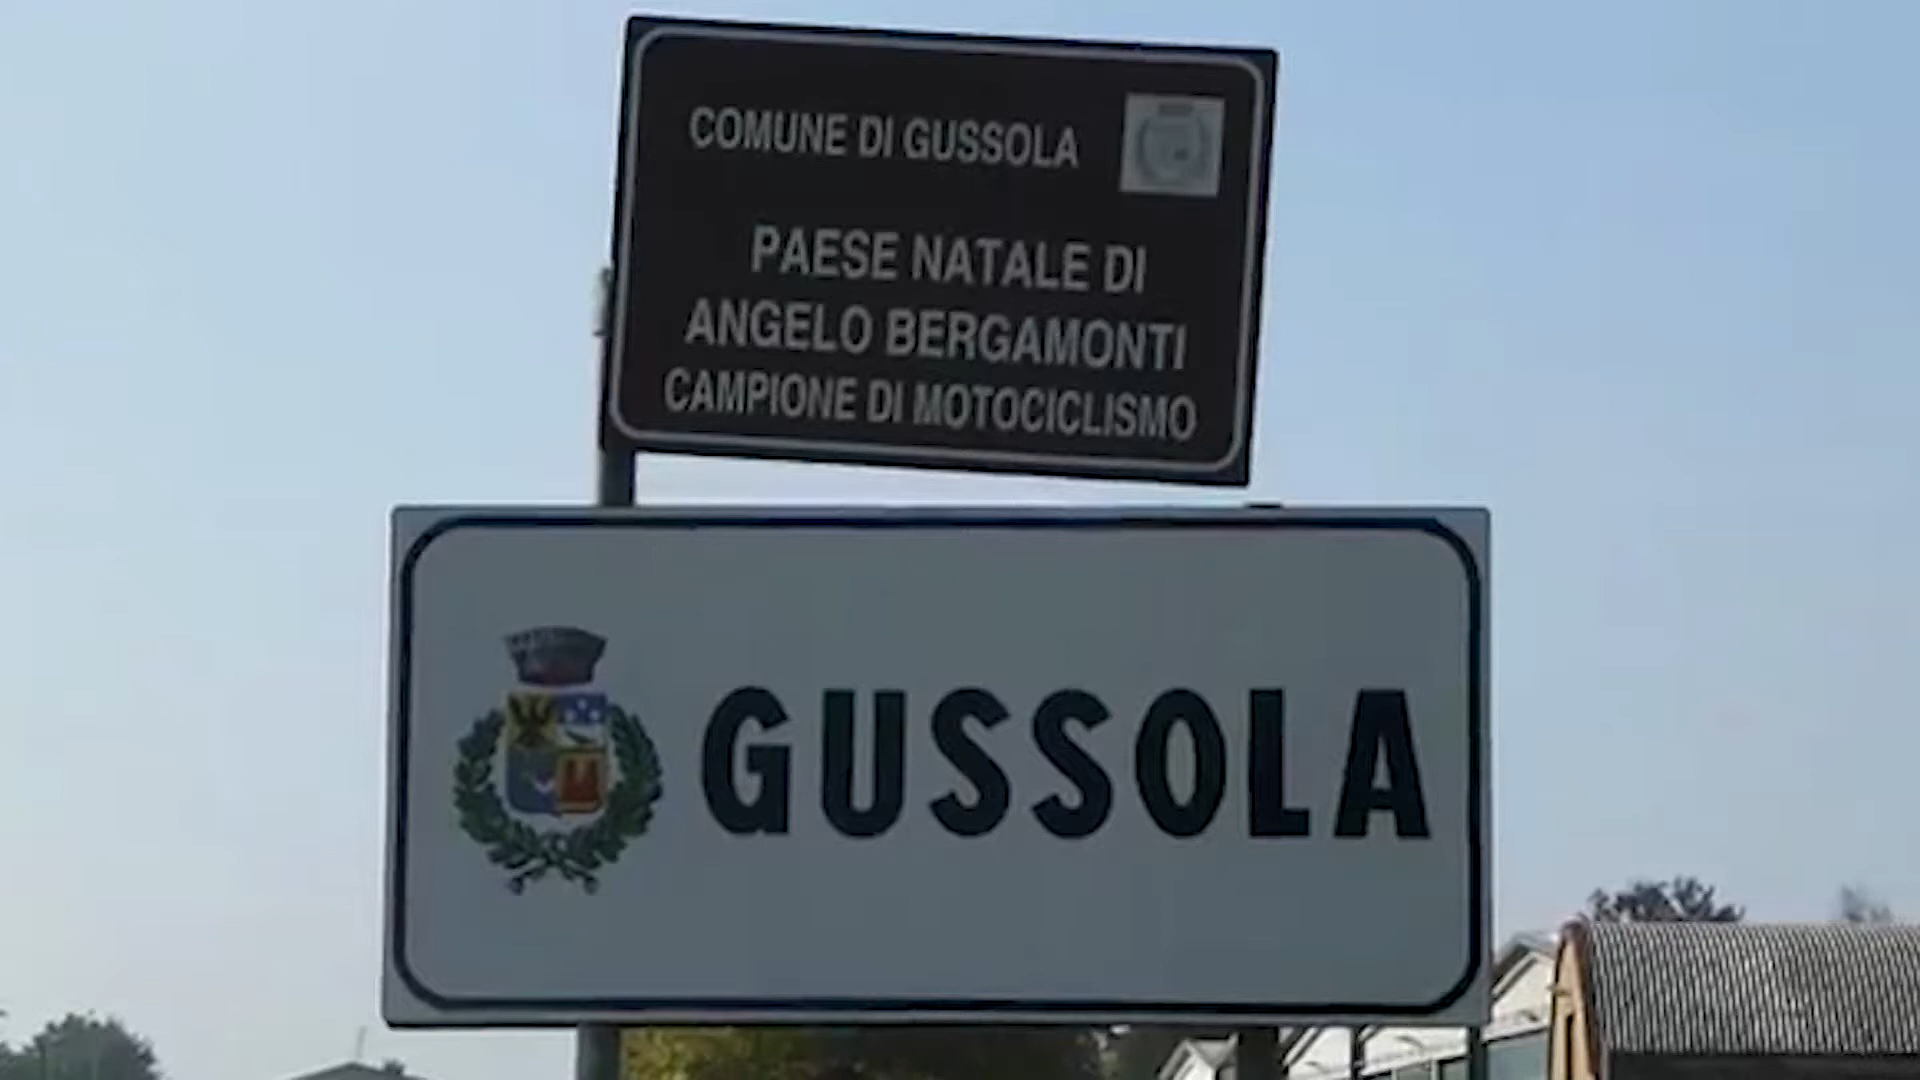 COMUNE DI GUSSOLA
PAESE NATALE DI
ANGELO BERGAMONTI
CAMPIONE DI MOTOCICLISMO
GUSSOLA